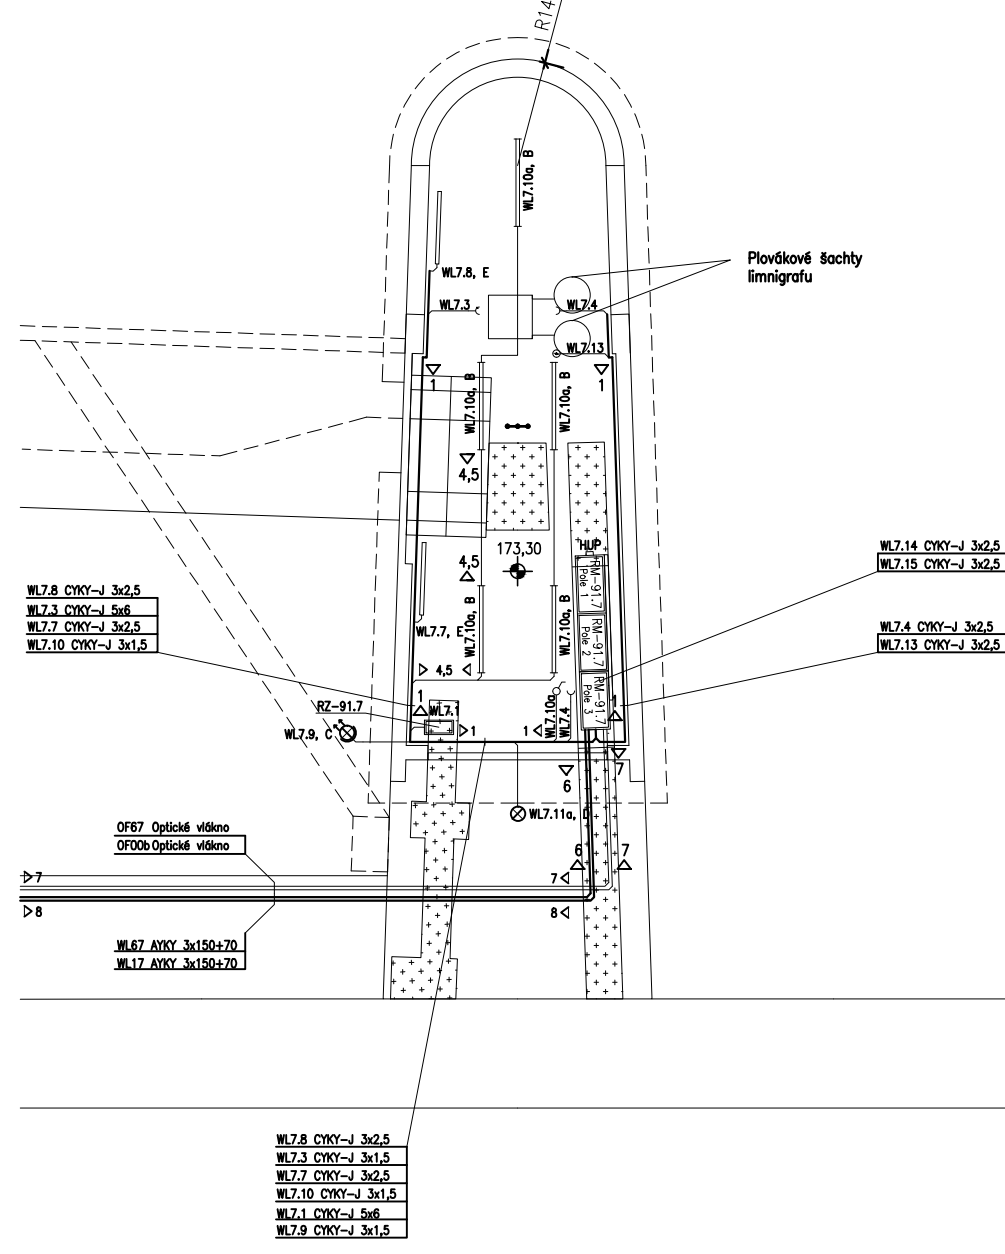 R14
WL7.10a, B
Plovákové šachty
limnigrafu
WL7.8, E
WL7.3
WL7.4
WL7.13
1
1
WL7.10a, B
WL7.10a, B
4,5
173,30
HUP
4,5
RM-91.7
Pole 1
WL7.14 CYKY-J 3x2,5
WL7.15 CYKY-J 3x2,5
WL7.8 CYKY-J 3x2,5
WL7.3 CYKY-J 5x6
WL7.7 CYKY-J 3x2,5
WL7.10 CYKY-J 3x1,5
WL7.7, E
WL7.10a, B
WL7.10a, B
RM-91.7
Pole 2
WL7.4 CYKY-J 3x2,5
WL7.13 CYKY-J 3x2,5
4,5
RM-91.7
Pole 3
1
1
RZ-91.7
WL7.1
WL7.9, C
1
1
WL7.10a
WL7.4
7
6
WL7.11a, D
OF67 Optické vlákno
OF00b Optické vlákno
6
7
7
7
8
8
WL67 AYKY 3x150+70
WL17 AYKY 3x150+70
WL7.8 CYKY-J 3x2,5
WL7.3 CYKY-J 3x1,5
WL7.7 CYKY-J 3x2,5
WL7.10 CYKY-J 3x1,5
WL7.1 CYKY-J 5x6
WL7.9 CYKY-J 3x1,5